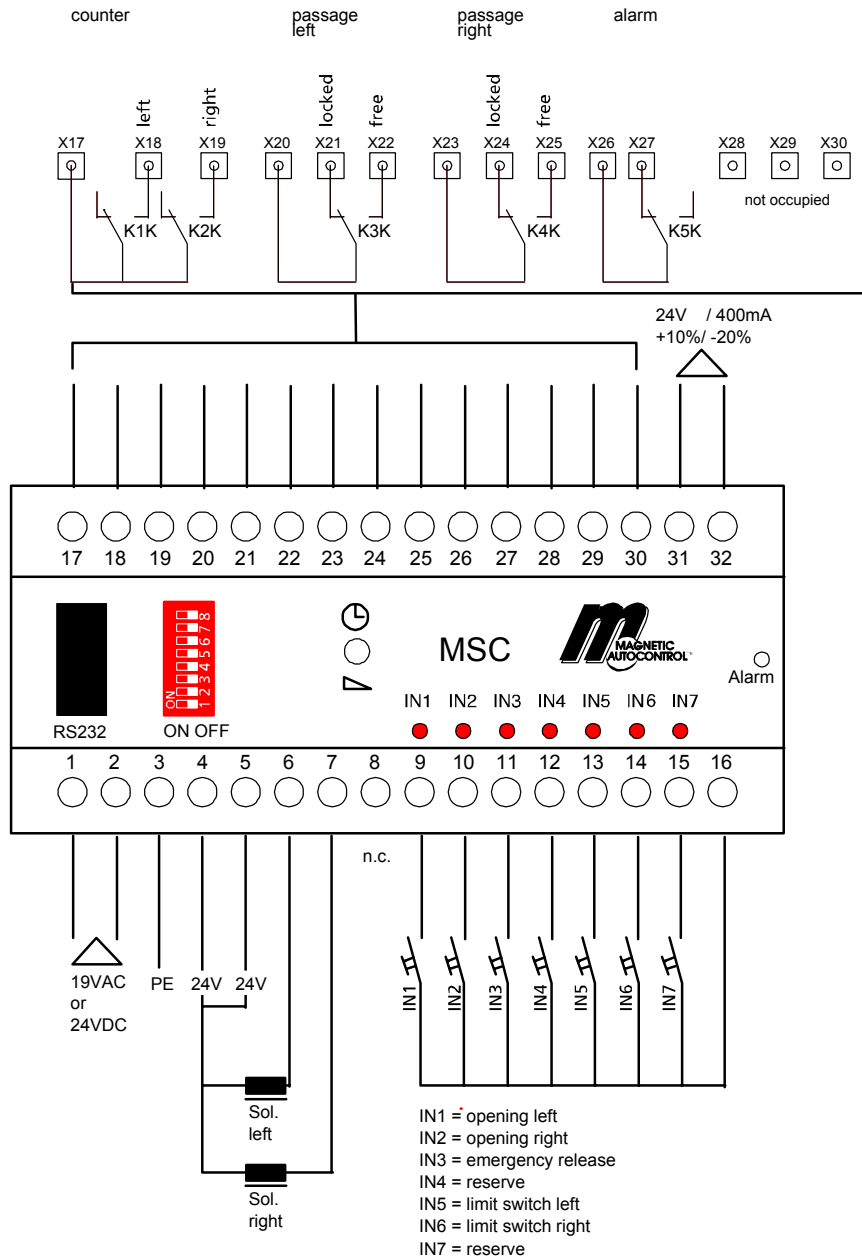 counter
passage
left
passage
right
alarm
left
right
locked
free
locked
free
X17 X18 X19 X20 X21 X22 X23 X24 X25 X26 X27 X28 X29 X30
not occupied
K1K K2K K3K K4K K5K
24V / 400mA
+10%/ -20%
17 18 19 20 21 22 23 24 25 26 27 28 29 30 31 32
ON
1 2 3 4 5 6 7 8
MSC
m
MAGNETIC
AUTOCONTROL™
Alarm
IN1 IN2 IN3 IN4 IN5 IN6 IN7
RS232
ON OFF
1 2 3 4 5 6 7 8 9 10 11 12 13 14 15 16
n.c.
19VAC
or
24VDC
PE
24V 24V
IN1
IN2
IN3
IN4
IN5
IN6
IN7
Sol.
left
Sol.
right
IN1 = opening left
IN2 = opening right
IN3 = emergency release
IN4 = reserve
IN5 = limit switch left
IN6 = limit switch right
IN7 = reserve